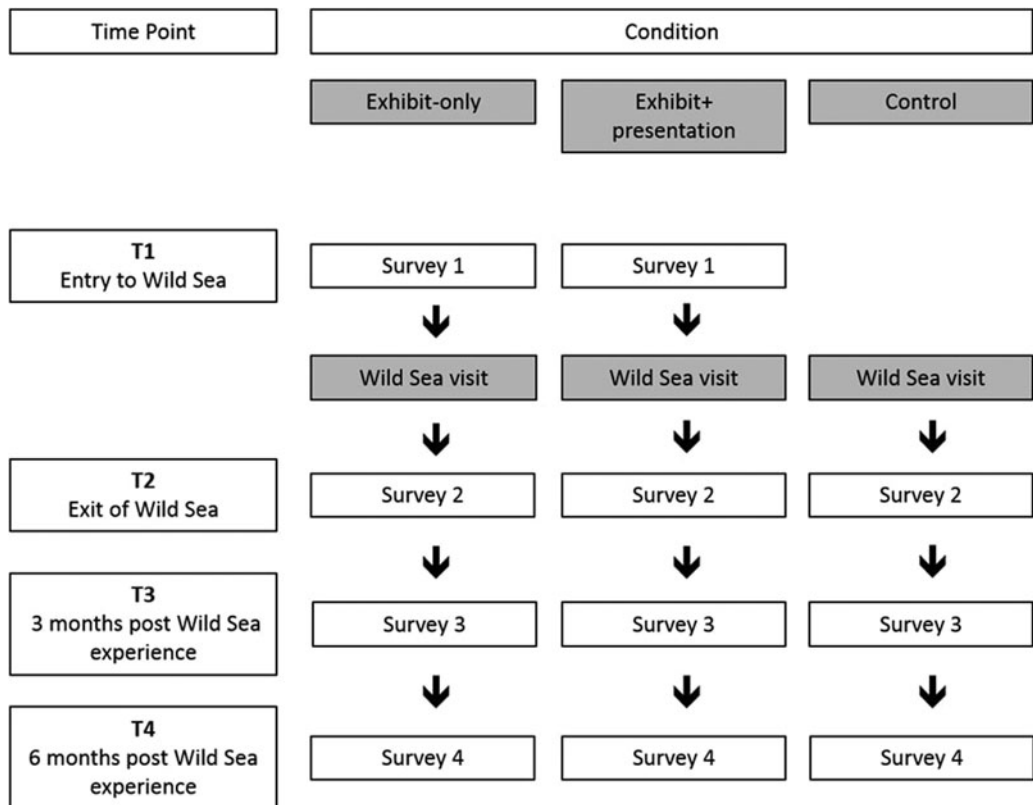 Time Point
Condition
Exhibit-only
Exhibit+
presentation
Control
T1
Entry to Wild Sea
Survey 1
Survey 1
Wild Sea visit
Wild Sea visit
Wild Sea visit
T2
Exit of Wild Sea
Survey 2
Survey 2
Survey 2
T3
3 months post Wild Sea
experience
Survey 3
Survey 3
Survey 3
T4
6 months post Wild Sea
experience
Survey 4
Survey 4
Survey 4